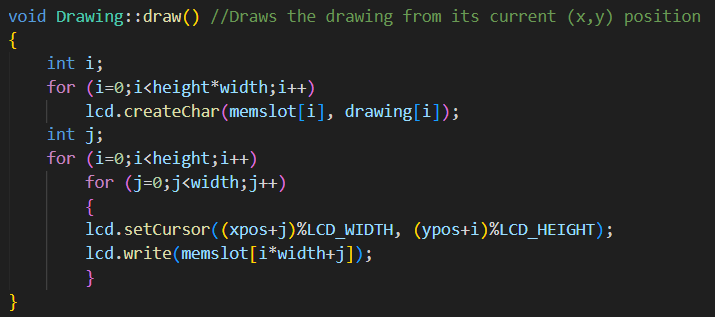 void Drawing::draw() //Draws the drawing from its current (x,y) position
{
    int i;
    for (i=0;i<height*width;i++)
        lcd.createChar(memslot[i], drawing[i]);
    int j;
    for (i=0;i<height;i++)
        for (j=0;j<width;j++)
        {
        lcd.setCursor((xpos+j)%LCD_WIDTH, (ypos+i)%LCD_HEIGHT);
        lcd.write(memslot[i*width+j]);
        }
}